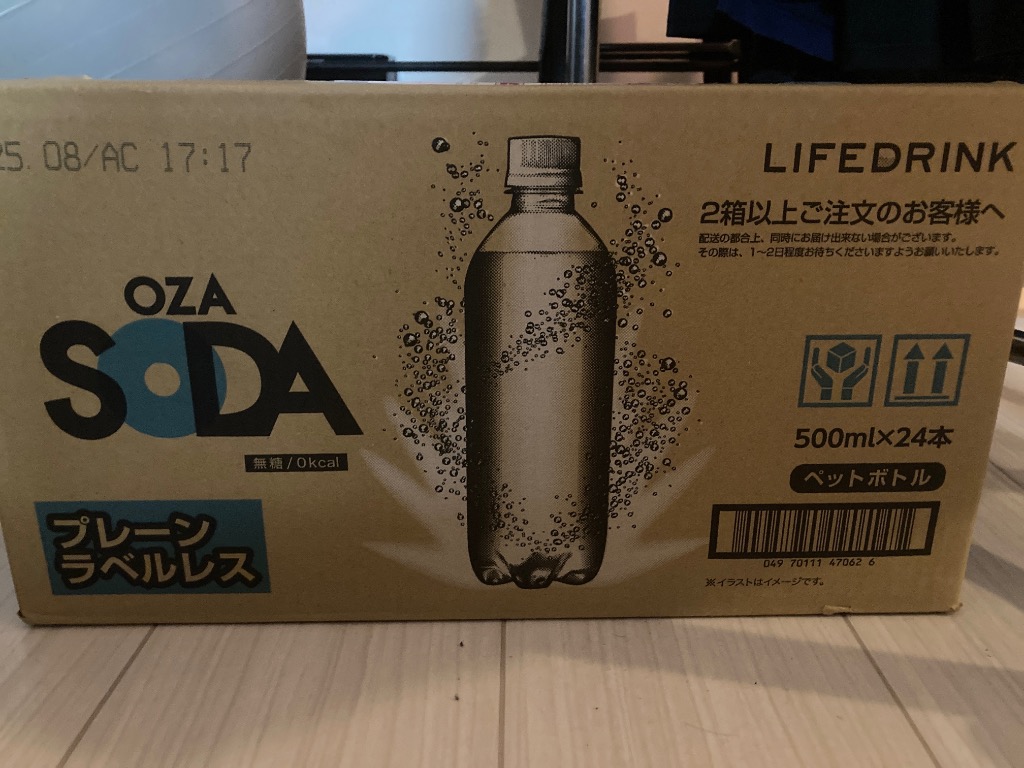 25. 08/AC 17:17
LIFEDRINK
2箱以上ご注文のお客様へ
配送の都合上、同時にお届け出来ない場合がございます。
その際は、1～2日程度お待ちくださいますようお願いいたします。
OZA
SODA
無糖/0kcal
プレーン
ラベルレス
500ml×24本
ペットボトル
049 70111 47062 6
※イラストはイメージです。